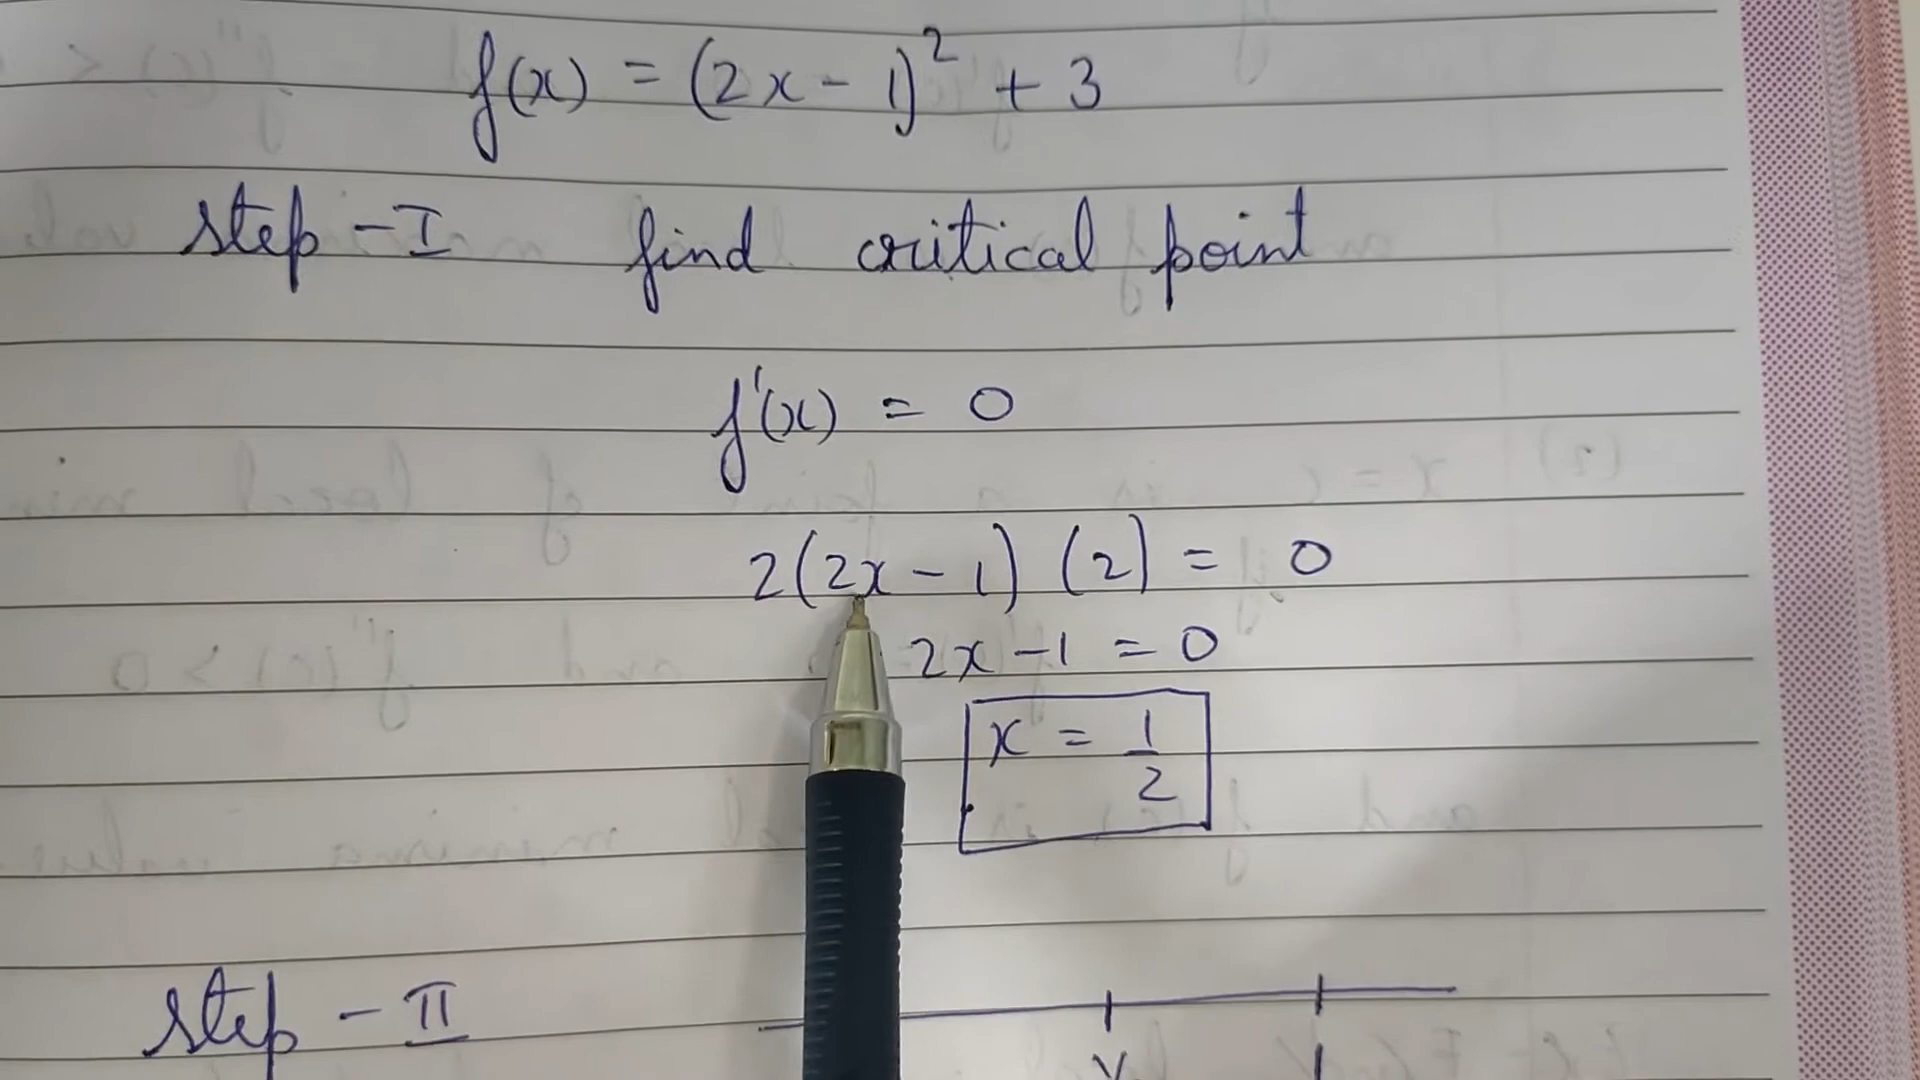 f(x) = (2x - 1)² + 3
step - I find critical point
f'(x) = 0
2(2x - 1) (2) = 0
2x - 1 = 0
x = 1/2
step - II